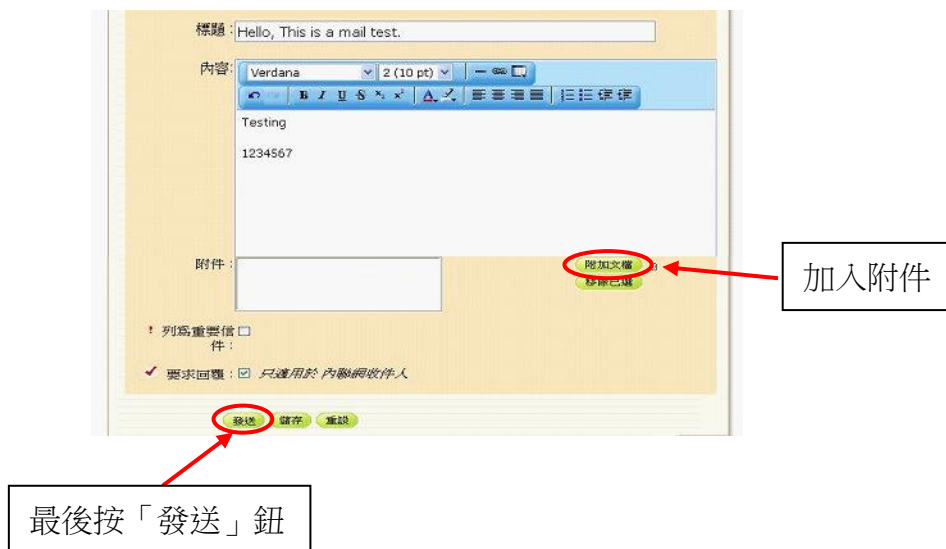 標題 : Hello, This is a mail test.
內容: Verdana 2 (10 pt)
B I U S x₂ x² A
Testing
1234567
附件 : 附加文檔
移除已選
加入附件
! 列為重要信
件 :
要求回覆 : 只適用於 內聯網收件人
發送 儲存 重設
最後按「發送」鈕